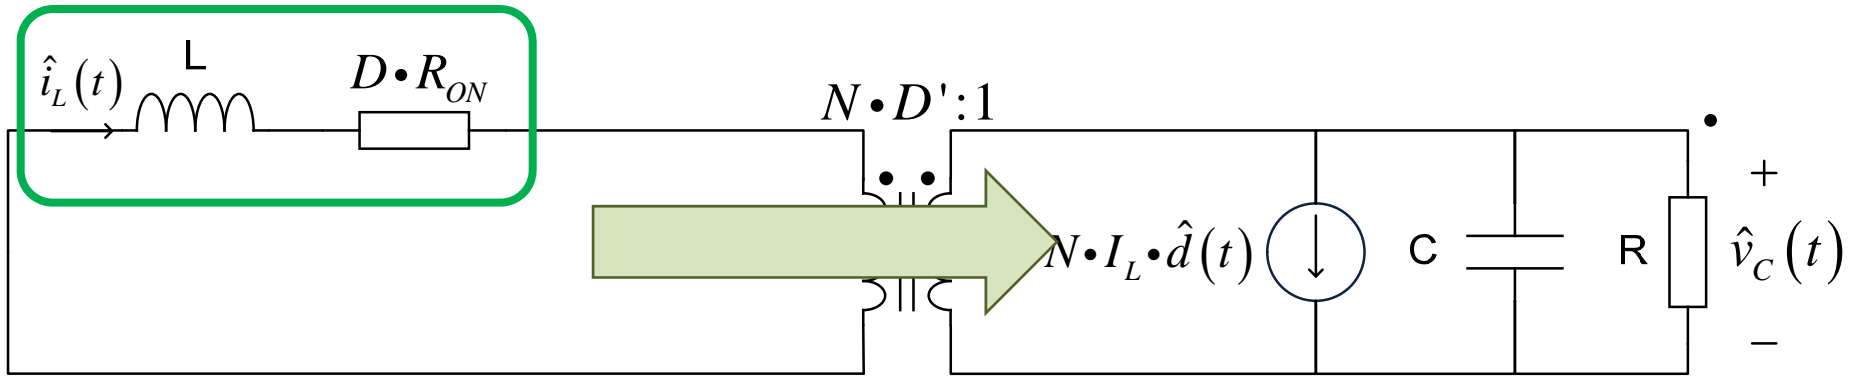 î_L(t)
L
D•R_ON
N•D':1
N•I_L•d̂(t)
C
R
+
v̂_C(t)
−